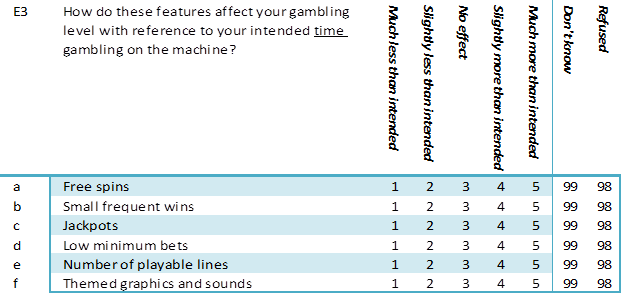 E3 How do these features affect your gambling
level with reference to your intended time
gambling on the machine?
Much less than intended
Slightly less than intended
No effect
Slightly more than intended
Much more than intended
Don't know
Refused
a Free spins 1 2 3 4 5 99 98
b Small frequent wins 1 2 3 4 5 99 98
c Jackpots 1 2 3 4 5 99 98
d Low minimum bets 1 2 3 4 5 99 98
e Number of playable lines 1 2 3 4 5 99 98
f Themed graphics and sounds 1 2 3 4 5 99 98